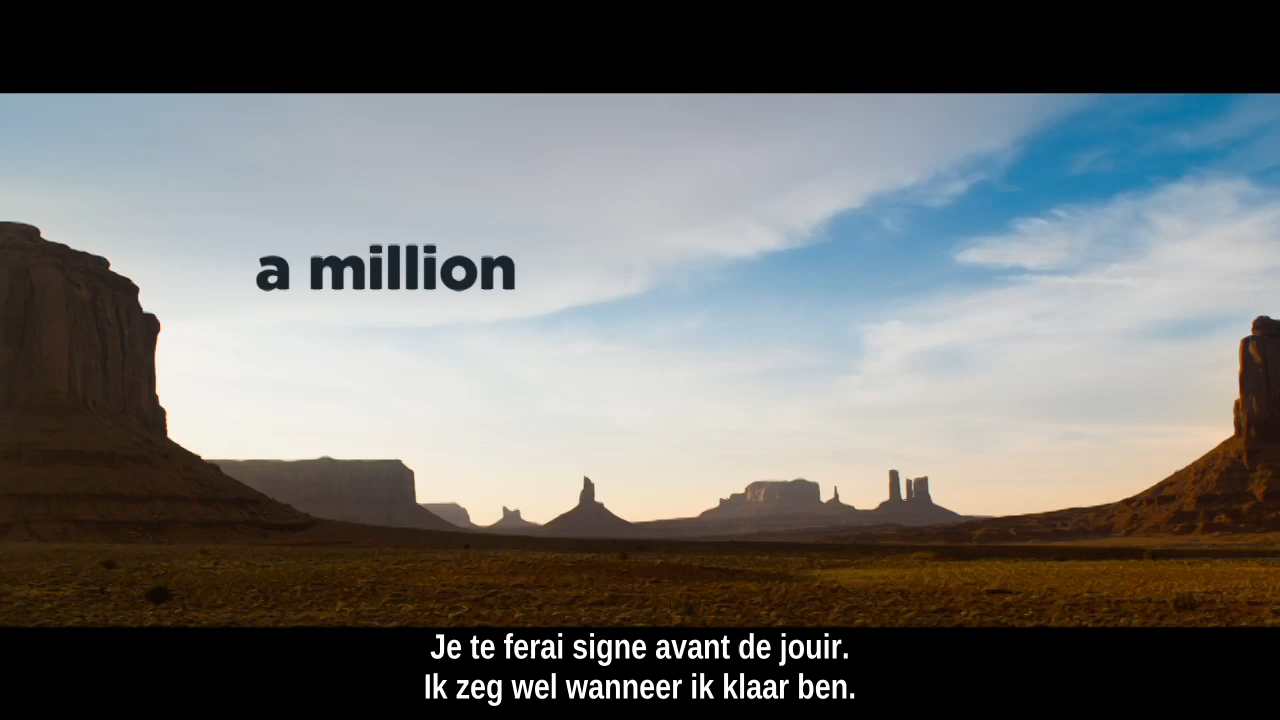 a million
Je te ferai signe avant de jouir.
Ik zeg wel wanneer ik klaar ben.